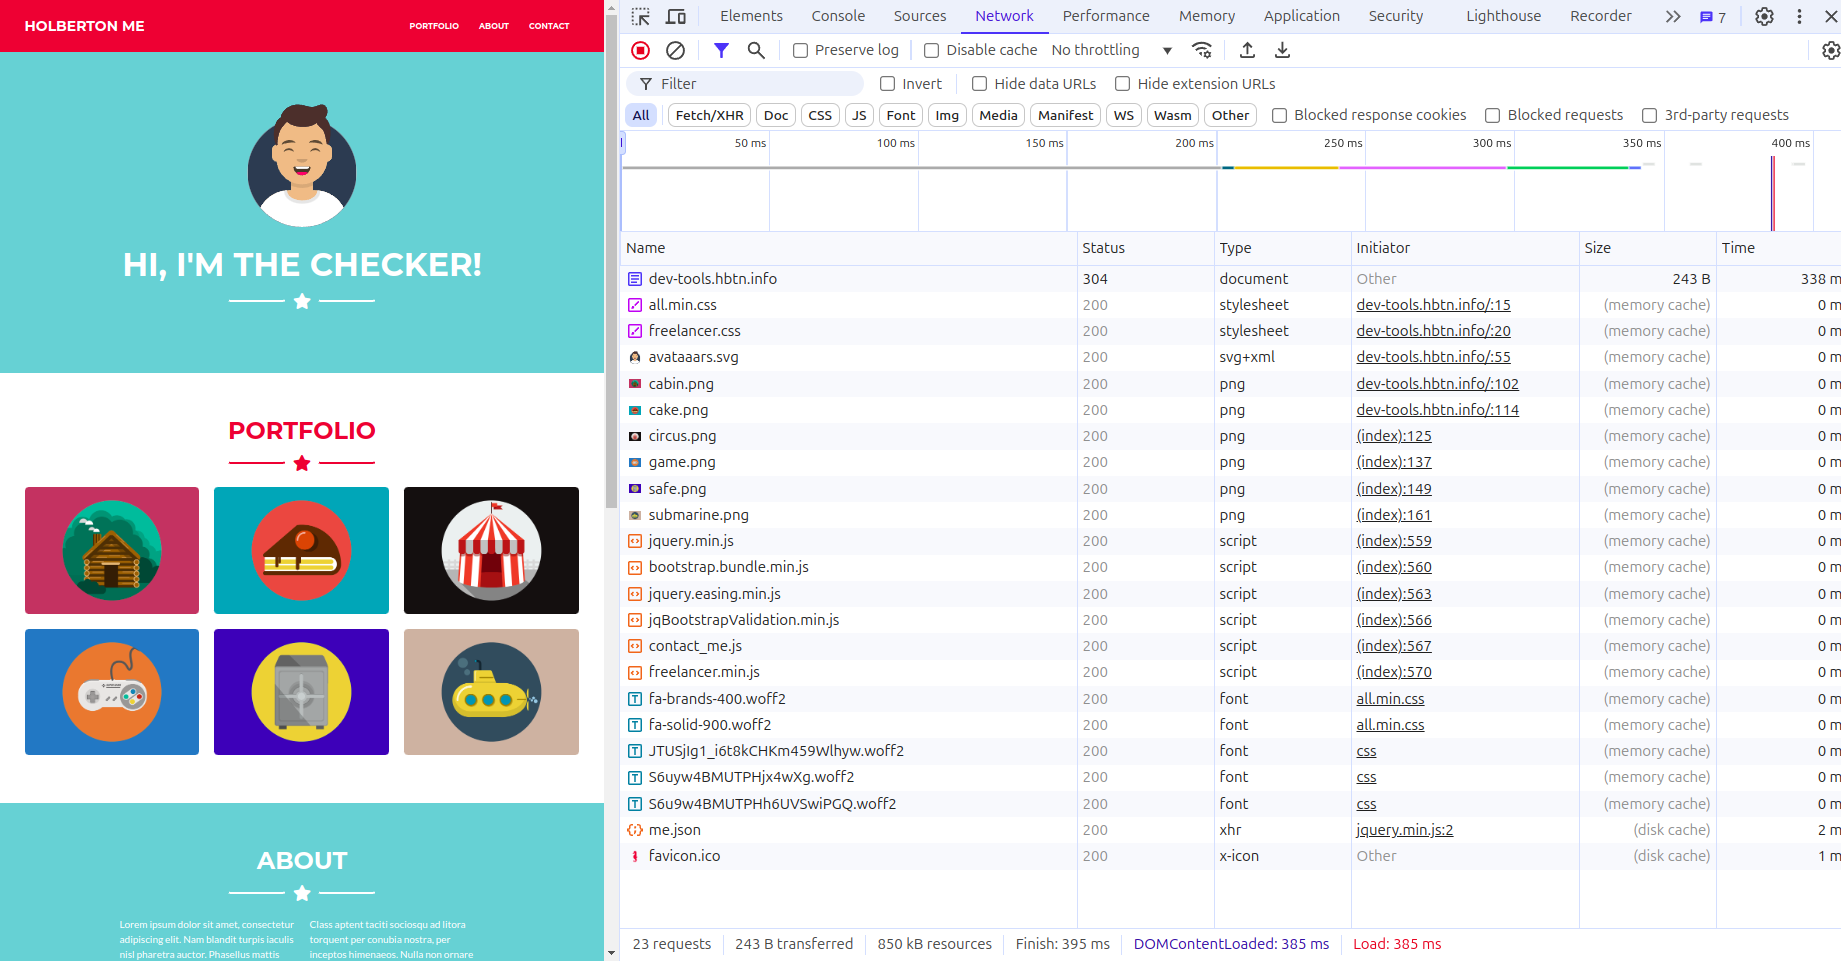 HOLBERTON ME
PORTFOLIO ABOUT CONTACT
HI, I'M THE CHECKER!
PORTFOLIO
ABOUT
Lorem ipsum dolor sit amet, consectetur
adipiscing elit. Nam blandit turpis iaculis
nisl pharetra auctor. Phasellus mattis
Class aptent taciti sociosqu ad litora
torquent per conubia nostra, per
inceptos himenaeos. Nulla non ornare
Elements Console Sources Network Performance Memory Application Security Lighthouse Recorder 7
Preserve log Disable cache No throttling
Filter Invert Hide data URLs Hide extension URLs
All Fetch/XHR Doc CSS JS Font Img Media Manifest WS Wasm Other Blocked response cookies Blocked requests 3rd-party requests
50 ms 100 ms 150 ms 200 ms 250 ms 300 ms 350 ms 400 ms
Name Status Type Initiator Size Time
dev-tools.hbtn.info 304 document Other 243 B 338 m
all.min.css 200 stylesheet dev-tools.hbtn.info/:15 (memory cache) 0 m
freelancer.css 200 stylesheet dev-tools.hbtn.info/:20 (memory cache) 0 m
avataaars.svg 200 svg+xml dev-tools.hbtn.info/:55 (memory cache) 0 m
cabin.png 200 png dev-tools.hbtn.info/:102 (memory cache) 0 m
cake.png 200 png dev-tools.hbtn.info/:114 (memory cache) 0 m
circus.png 200 png (index):125 (memory cache) 0 m
game.png 200 png (index):137 (memory cache) 0 m
safe.png 200 png (index):149 (memory cache) 0 m
submarine.png 200 png (index):161 (memory cache) 0 m
jquery.min.js 200 script (index):559 (memory cache) 0 m
bootstrap.bundle.min.js 200 script (index):560 (memory cache) 0 m
jquery.easing.min.js 200 script (index):563 (memory cache) 0 m
jqBootstrapValidation.min.js 200 script (index):566 (memory cache) 0 m
contact_me.js 200 script (index):567 (memory cache) 0 m
freelancer.min.js 200 script (index):570 (memory cache) 0 m
fa-brands-400.woff2 200 font all.min.css (memory cache) 0 m
fa-solid-900.woff2 200 font all.min.css (memory cache) 0 m
JTUSjIg1_i6t8kCHKm459Wlhyw.woff2 200 font css (memory cache) 0 m
S6uyw4BMUTPHjx4wXg.woff2 200 font css (memory cache) 0 m
S6u9w4BMUTPHh6UVSwiPGQ.woff2 200 font css (memory cache) 0 m
me.json 200 xhr jquery.min.js:2 (disk cache) 2 m
favicon.ico 200 x-icon Other (disk cache) 1 m
23 requests 243 B transferred 850 kB resources Finish: 395 ms DOMContentLoaded: 385 ms Load: 385 ms